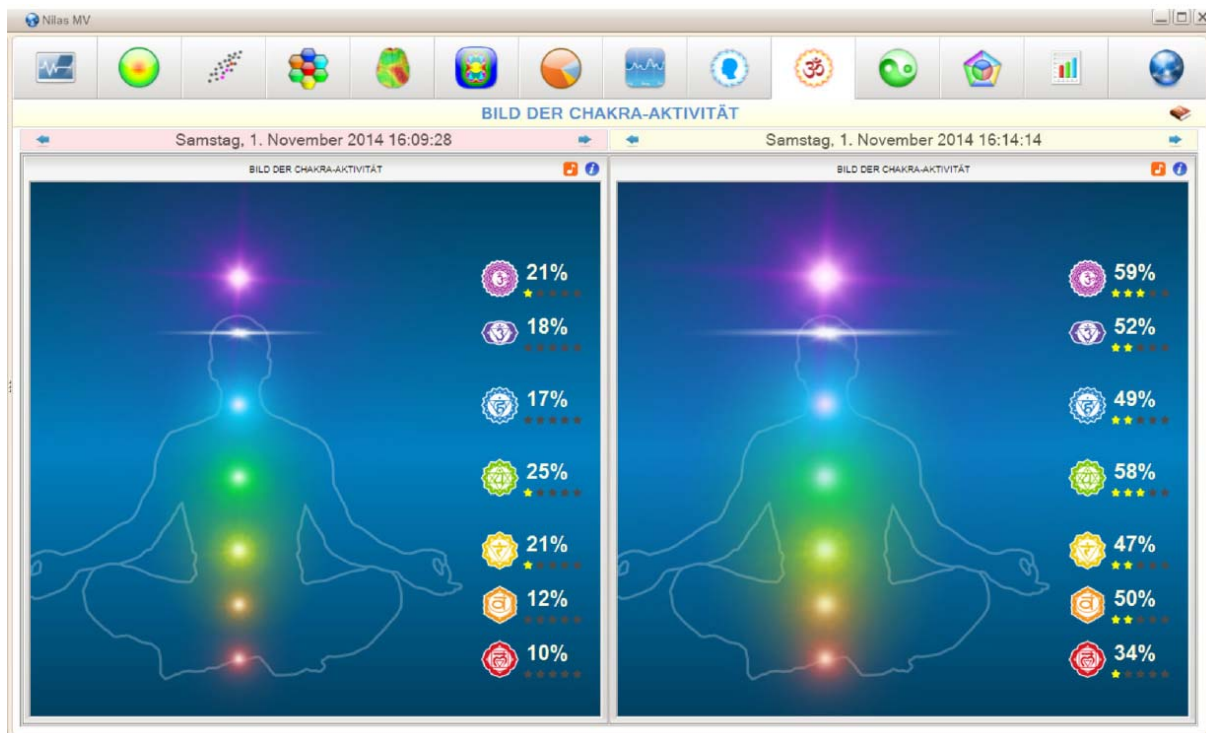 Nilas MV
BILD DER CHAKRA-AKTIVITÄT
Samstag, 1. November 2014 16:09:28
Samstag, 1. November 2014 16:14:14
BILD DER CHAKRA-AKTIVITÄT
21%
18%
17%
25%
21%
12%
10%
BILD DER CHAKRA-AKTIVITÄT
59%
52%
49%
58%
47%
50%
34%